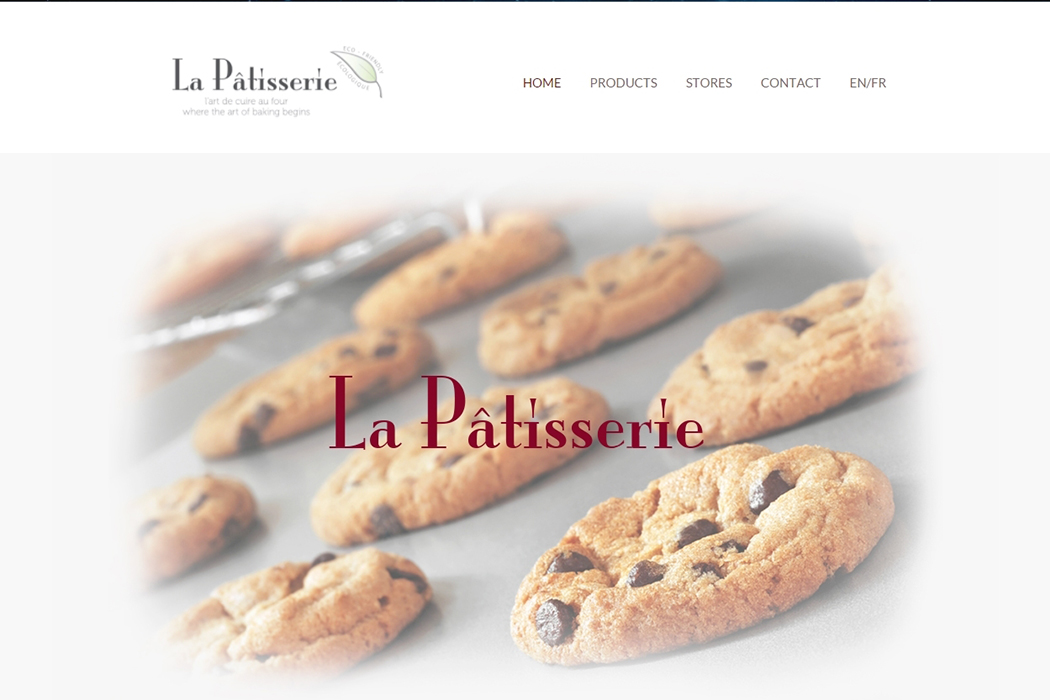 La Pâtisserie
ECO - FRIENDLY
ÉCOLOGIQUE
l'art de cuire au four
where the art of baking begins
HOME
PRODUCTS
STORES
CONTACT
EN/FR
La Pâtisserie